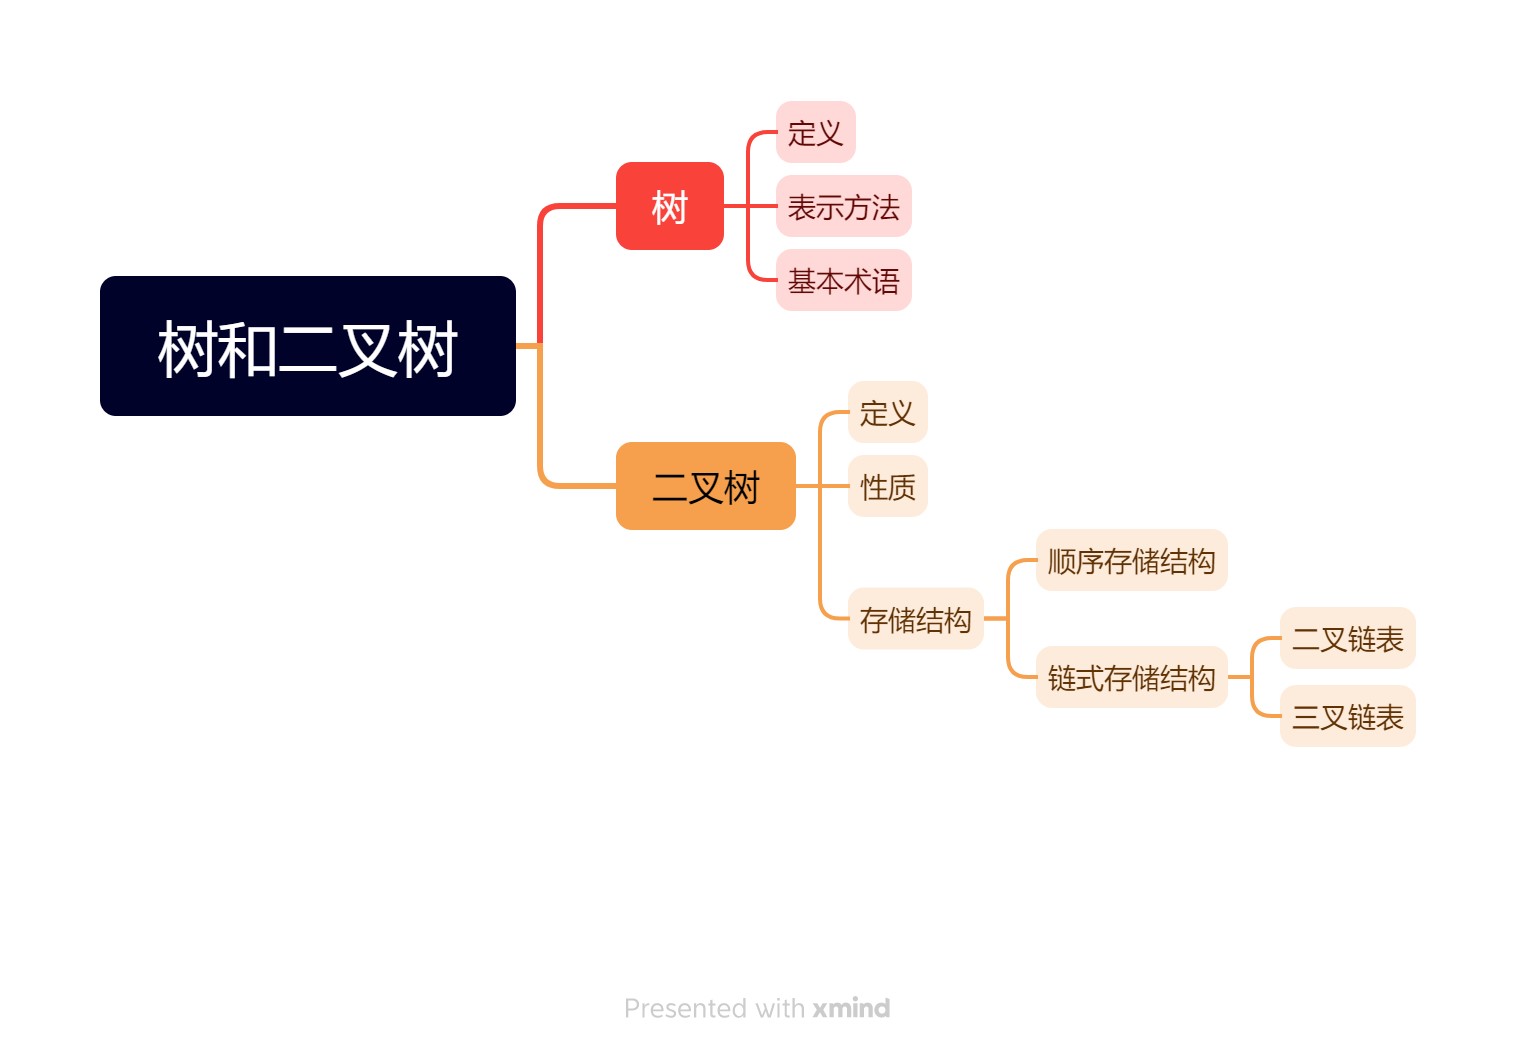 树和二叉树
树
定义
表示方法
基本术语
二叉树
定义
性质
存储结构
顺序存储结构
链式存储结构
二叉链表
三叉链表
Presented with xmind